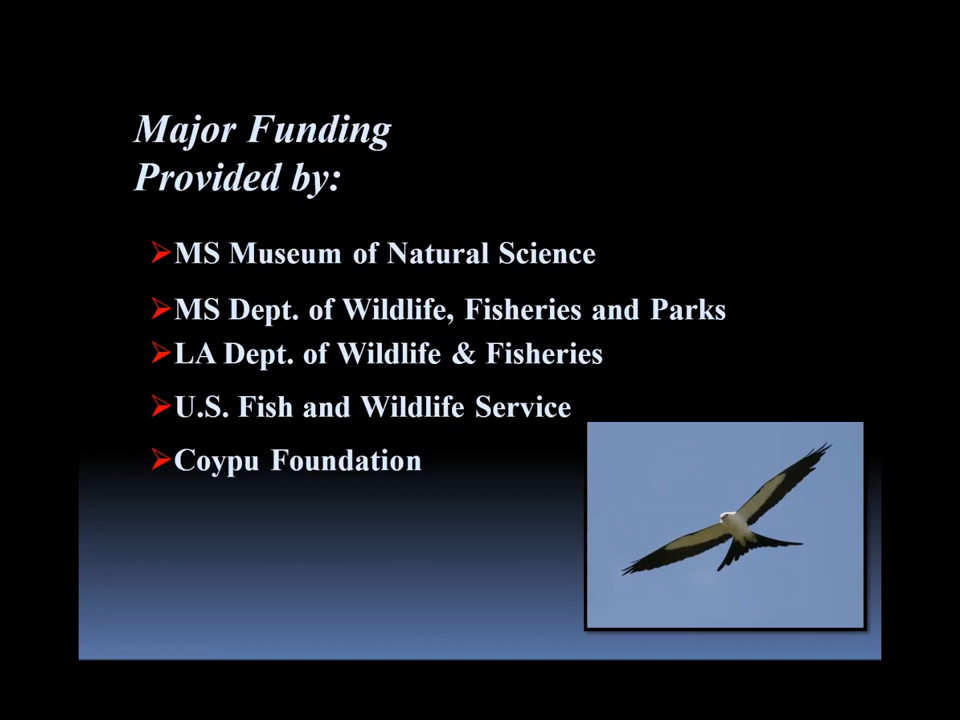 Major Funding
Provided by:
MS Museum of Natural Science
MS Dept. of Wildlife, Fisheries and Parks
LA Dept. of Wildlife & Fisheries
U.S. Fish and Wildlife Service
Coypu Foundation